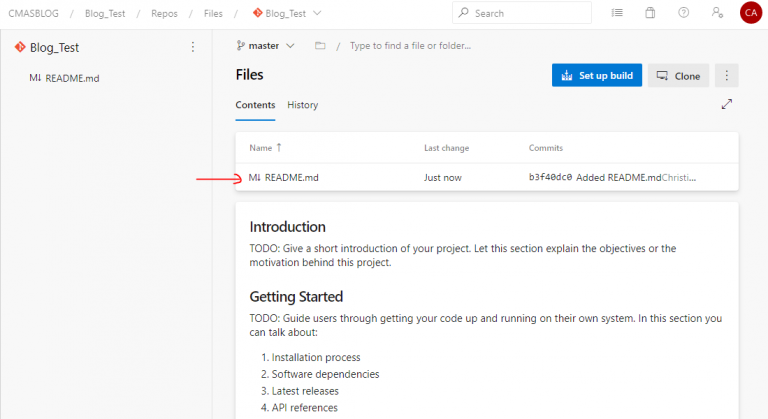 CMASBLOG / Blog_Test / Repos / Files / Blog_Test
Search
CA
Blog_Test
README.md
master / Type to find a file or folder...
Files
Set up build
Clone
Contents History
Name ↑ Last change Commits
README.md Just now b3f40dc0 Added README.mdChristi...
Introduction
TODO: Give a short introduction of your project. Let this section explain the objectives or the
motivation behind this project.
Getting Started
TODO: Guide users through getting your code up and running on their own system. In this section you
can talk about:
1. Installation process
2. Software dependencies
3. Latest releases
4. API references